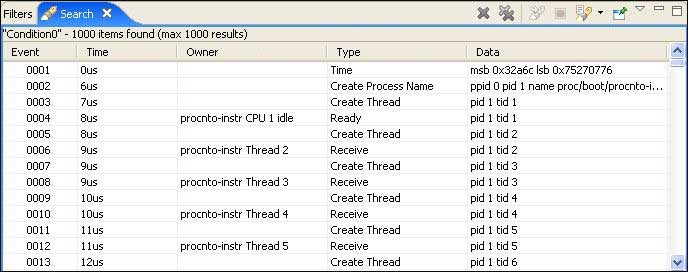 Filters Search
"Condition0" - 1000 items found (max 1000 results)
Event Time Owner Type Data
0001 0us Time msb 0x32a6c lsb 0x75270776
0002 6us Create Process Name ppid 0 pid 1 name proc/boot/procnto-i...
0003 7us Create Thread pid 1 tid 1
0004 8us procnto-instr CPU 1 idle Ready pid 1 tid 1
0005 8us Create Thread pid 1 tid 2
0006 9us procnto-instr Thread 2 Receive pid 1 tid 2
0007 9us Create Thread pid 1 tid 3
0008 9us procnto-instr Thread 3 Receive pid 1 tid 3
0009 10us Create Thread pid 1 tid 4
0010 10us procnto-instr Thread 4 Receive pid 1 tid 4
0011 11us Create Thread pid 1 tid 5
0012 11us procnto-instr Thread 5 Receive pid 1 tid 5
0013 12us Create Thread pid 1 tid 6